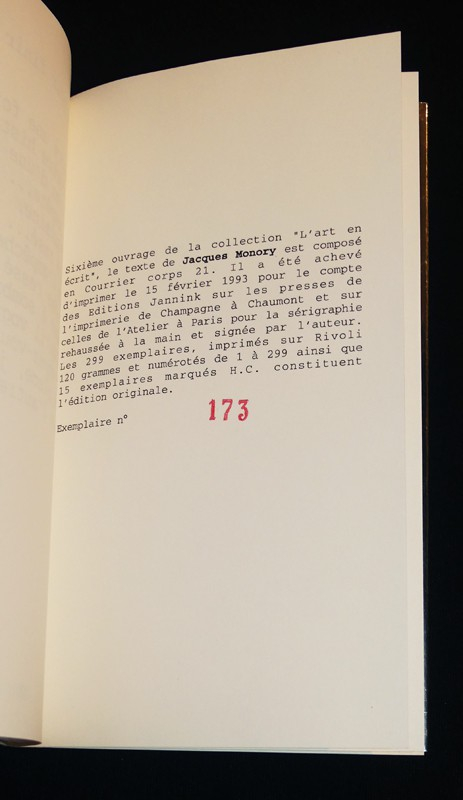 Sixième ouvrage de la collection "L'art en
écrit", le texte de Jacques Monory est composé
en Courrier corps 21. Il a été achevé
d'imprimer le 15 février 1993 pour le compte
des Editions Jannink sur les presses de
l'imprimerie de Champagne à Chaumont et sur
celles de l'Atelier à Paris pour la sérigraphie
rehaussée à la main et signée par l'auteur.
Les 299 exemplaires, imprimés sur Rivoli
120 grammes et numérotés de 1 à 299 ainsi que
15 exemplaires marqués H.C. constituent
l'édition originale.
Exemplaire n° 173